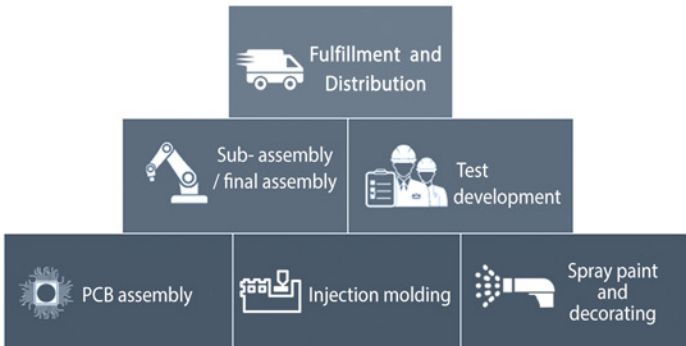 Fulfillment and
Distribution
Sub- assembly
/ final assembly
Test
development
PCB assembly
Injection molding
Spray paint
and
decorating